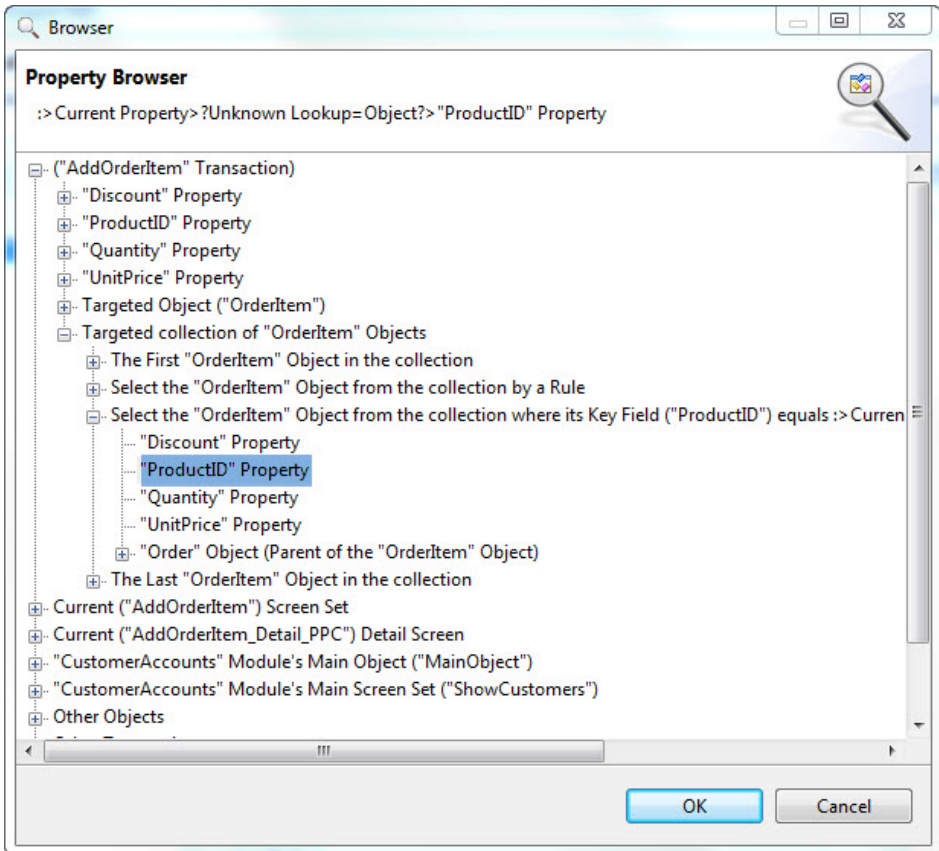 Browser
Property Browser
:>Current Property>?Unknown Lookup=Object?>"ProductID" Property
("AddOrderItem" Transaction)
"Discount" Property
"ProductID" Property
"Quantity" Property
"UnitPrice" Property
Targeted Object ("OrderItem")
Targeted collection of "OrderItem" Objects
The First "OrderItem" Object in the collection
Select the "OrderItem" Object from the collection by a Rule
Select the "OrderItem" Object from the collection where its Key Field ("ProductID") equals :>Curren
"Discount" Property
"ProductID" Property
"Quantity" Property
"UnitPrice" Property
"Order" Object (Parent of the "OrderItem" Object)
The Last "OrderItem" Object in the collection
Current ("AddOrderItem") Screen Set
Current ("AddOrderItem_Detail_PPC") Detail Screen
"CustomerAccounts" Module's Main Object ("MainObject")
"CustomerAccounts" Module's Main Screen Set ("ShowCustomers")
Other Objects
OK Cancel